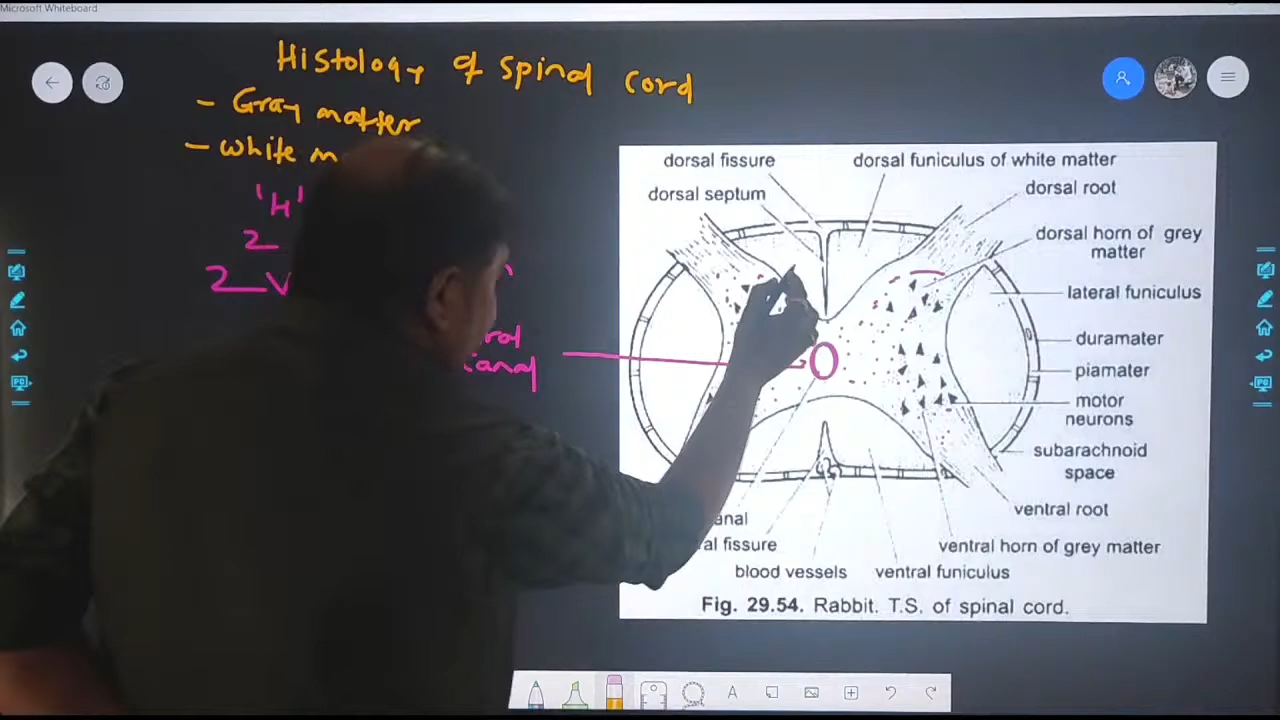 Microsoft Whiteboard
Histology of spinal cord
- Gray matter
- White
'H'
2
2 V
canal
dorsal fissure
dorsal funiculus of white matter
dorsal septum
dorsal root
dorsal horn of grey matter
lateral funiculus
duramater
piamater
motor neurons
subarachnoid space
ventral root
fissure
ventral horn of grey matter
blood vessels
ventral funiculus
Fig. 29.54. Rabbit. T.S. of spinal cord.